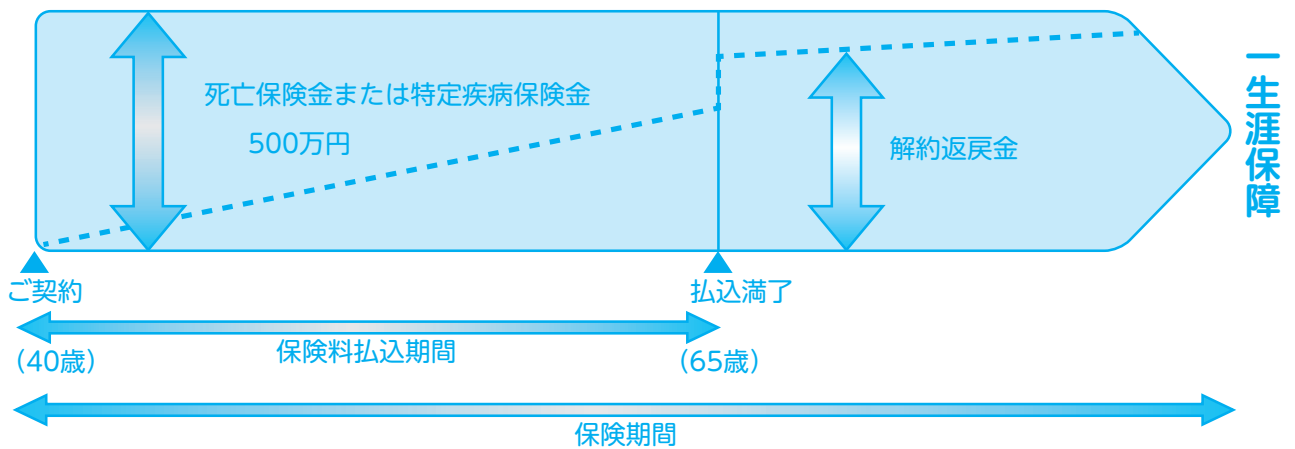 死亡保険金または特定疾病保険金
500万円
解約返戻金
一生涯保障
ご契約
払込満了
保険料払込期間
(40歳)
(65歳)
保険期間